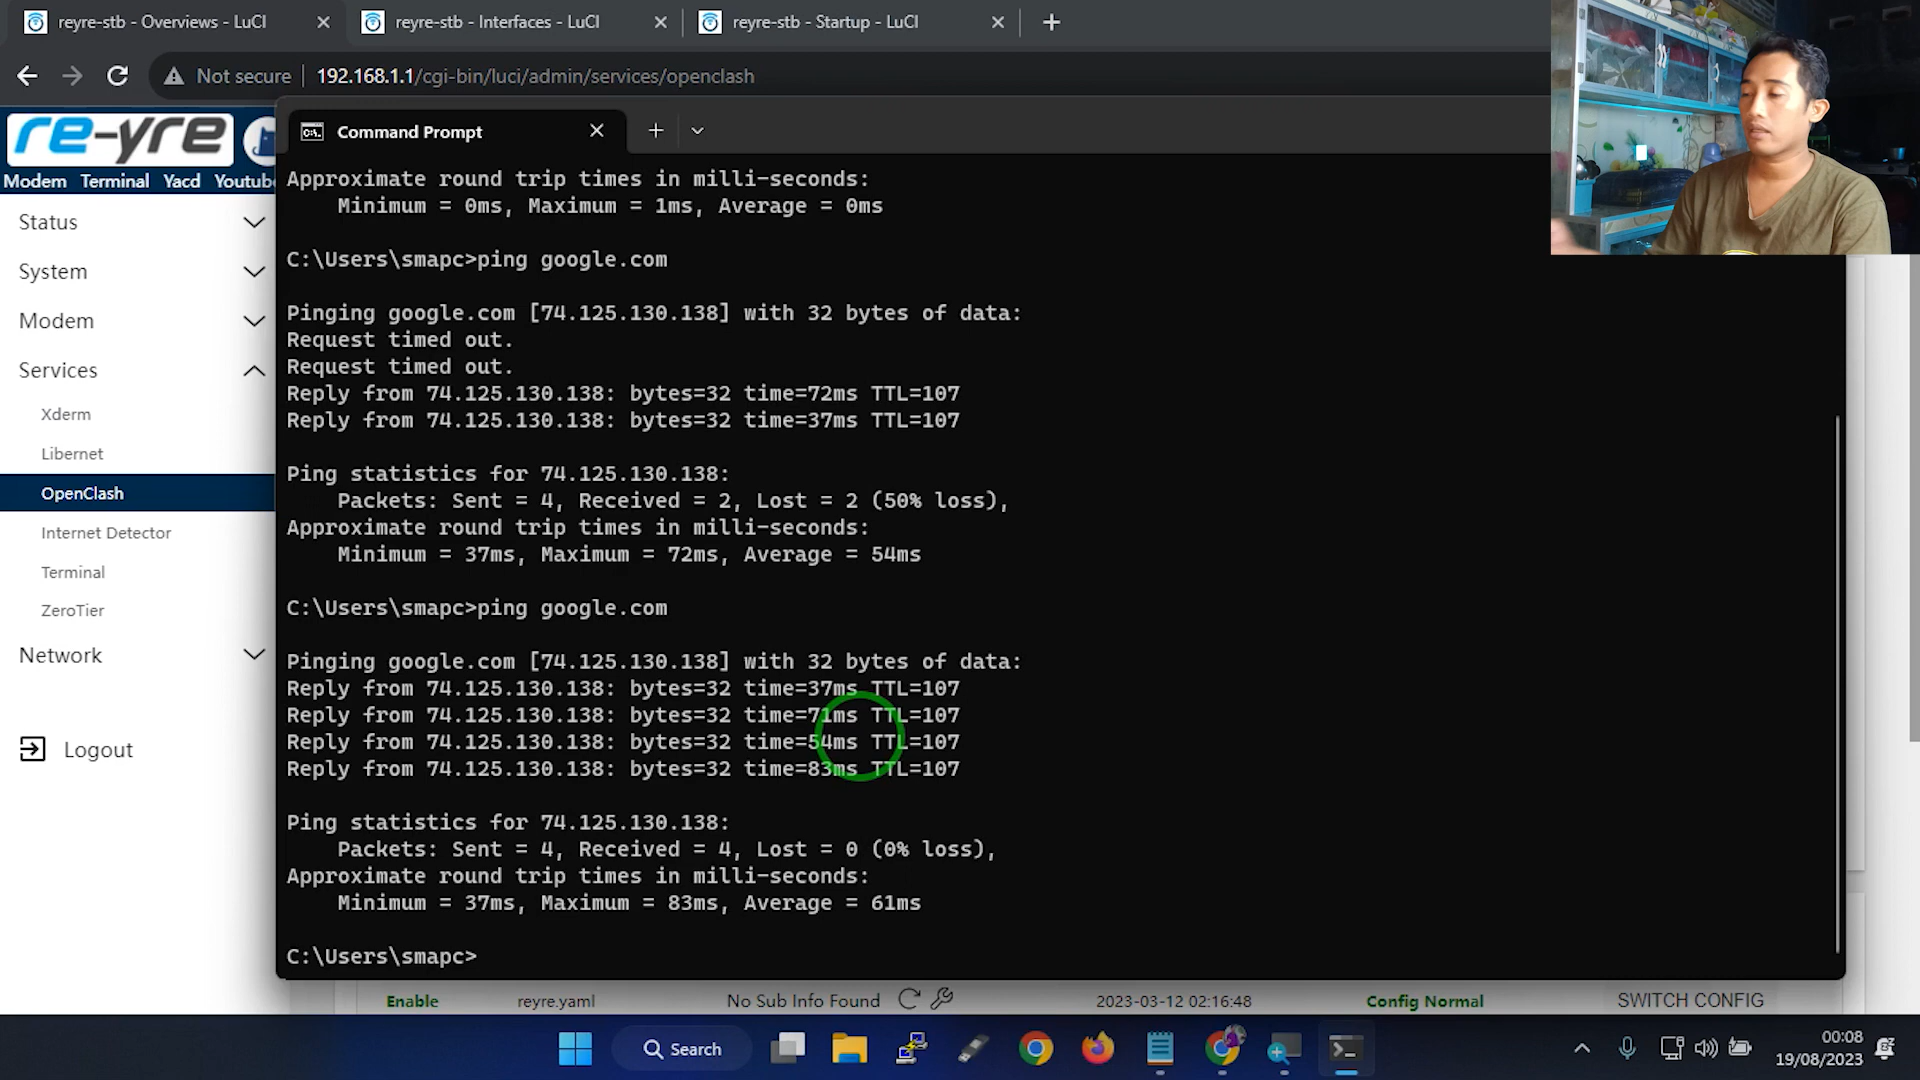 reyre-stb - Overviews - LuCI
reyre-stb - Interfaces - LuCI
reyre-stb - Startup - LuCI
Not secure
192.168.1.1/cgi-bin/luci/admin/services/openclash
re-yre
Modem Terminal Yacd Youtube
Status
System
Modem
Services
Xderm
Libernet
OpenClash
Internet Detector
Terminal
ZeroTier
Network
Logout
Command Prompt
Approximate round trip times in milli-seconds:
Minimum = 0ms, Maximum = 1ms, Average = 0ms
C:\Users\smapc>ping google.com
Pinging google.com [74.125.130.138] with 32 bytes of data:
Request timed out.
Request timed out.
Reply from 74.125.130.138: bytes=32 time=72ms TTL=107
Reply from 74.125.130.138: bytes=32 time=37ms TTL=107
Ping statistics for 74.125.130.138:
Packets: Sent = 4, Received = 2, Lost = 2 (50% loss),
Approximate round trip times in milli-seconds:
Minimum = 37ms, Maximum = 72ms, Average = 54ms
C:\Users\smapc>ping google.com
Pinging google.com [74.125.130.138] with 32 bytes of data:
Reply from 74.125.130.138: bytes=32 time=37ms TTL=107
Reply from 74.125.130.138: bytes=32 time=71ms TTL=107
Reply from 74.125.130.138: bytes=32 time=54ms TTL=107
Reply from 74.125.130.138: bytes=32 time=83ms TTL=107
Ping statistics for 74.125.130.138:
Packets: Sent = 4, Received = 4, Lost = 0 (0% loss),
Approximate round trip times in milli-seconds:
Minimum = 37ms, Maximum = 83ms, Average = 61ms
C:\Users\smapc>
Enable
reyre.yaml
No Sub Info Found
2023-03-12 02:16:48
Config Normal
SWITCH CONFIG
Search
00:08
19/08/2023